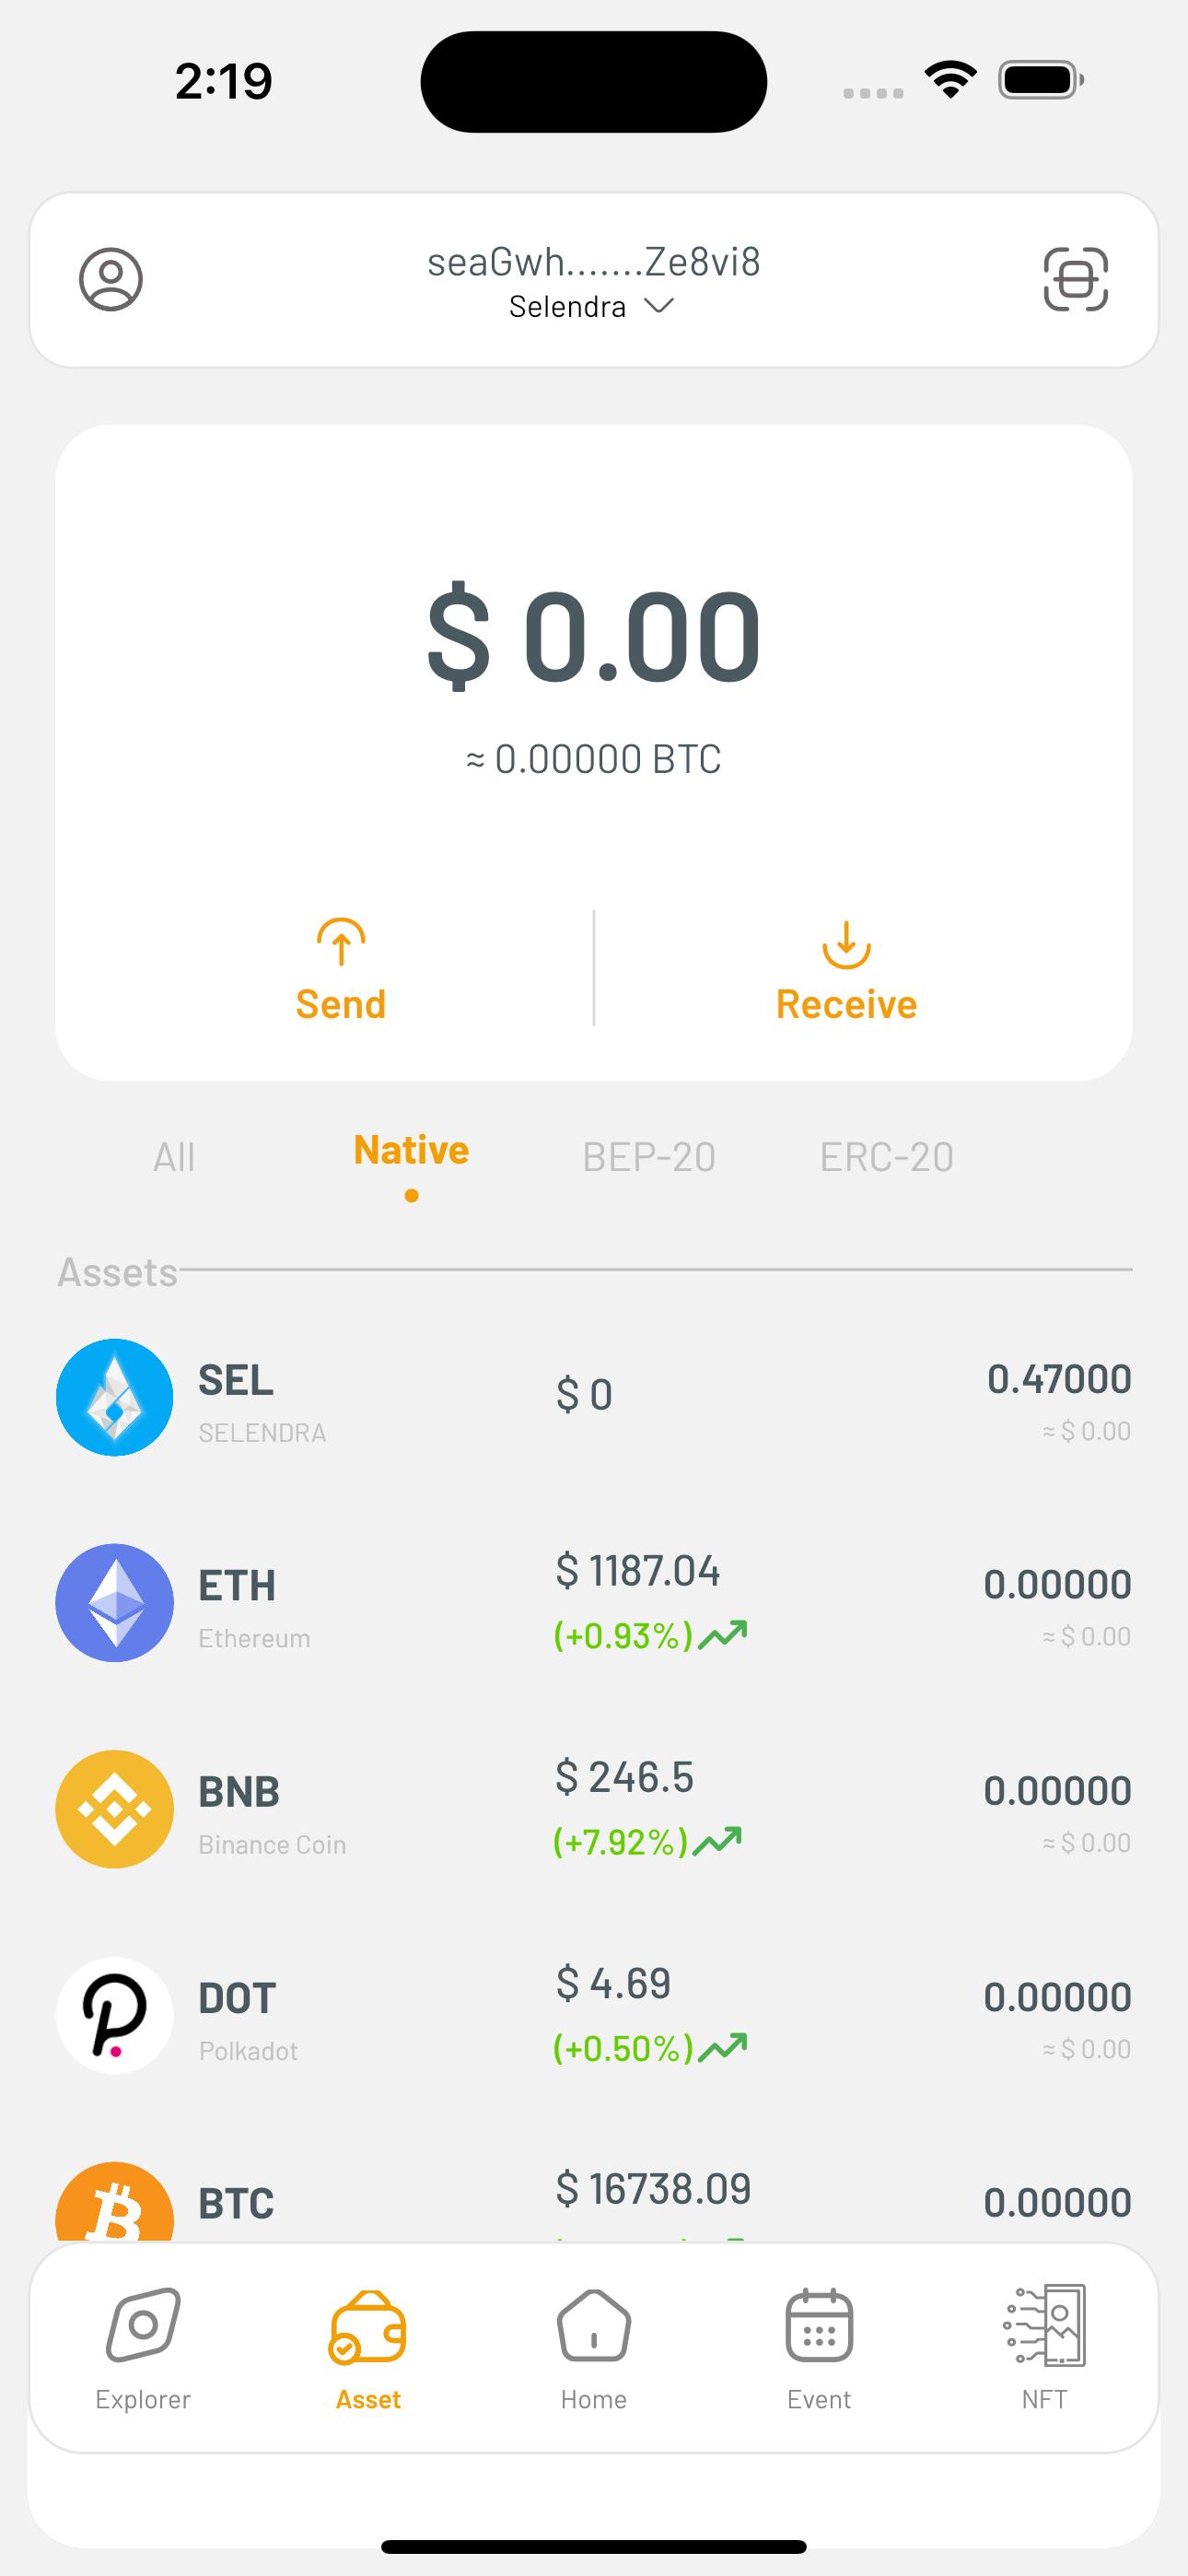 2:19
seaGwh.......Ze8vi8
Selendra
$ 0.00
≈ 0.00000 BTC
Send
Receive
All
Native
BEP-20
ERC-20
Assets
SEL
$ 0
0.47000
SELENDRA
≈ $ 0.00
ETH
$ 1187.04
0.00000
Ethereum
(+0.93%)
≈ $ 0.00
BNB
$ 246.5
0.00000
Binance Coin
(+7.92%)
≈ $ 0.00
DOT
$ 4.69
0.00000
Polkadot
(+0.50%)
≈ $ 0.00
BTC
$ 16738.09
0.00000
Explorer
Asset
Home
Event
NFT